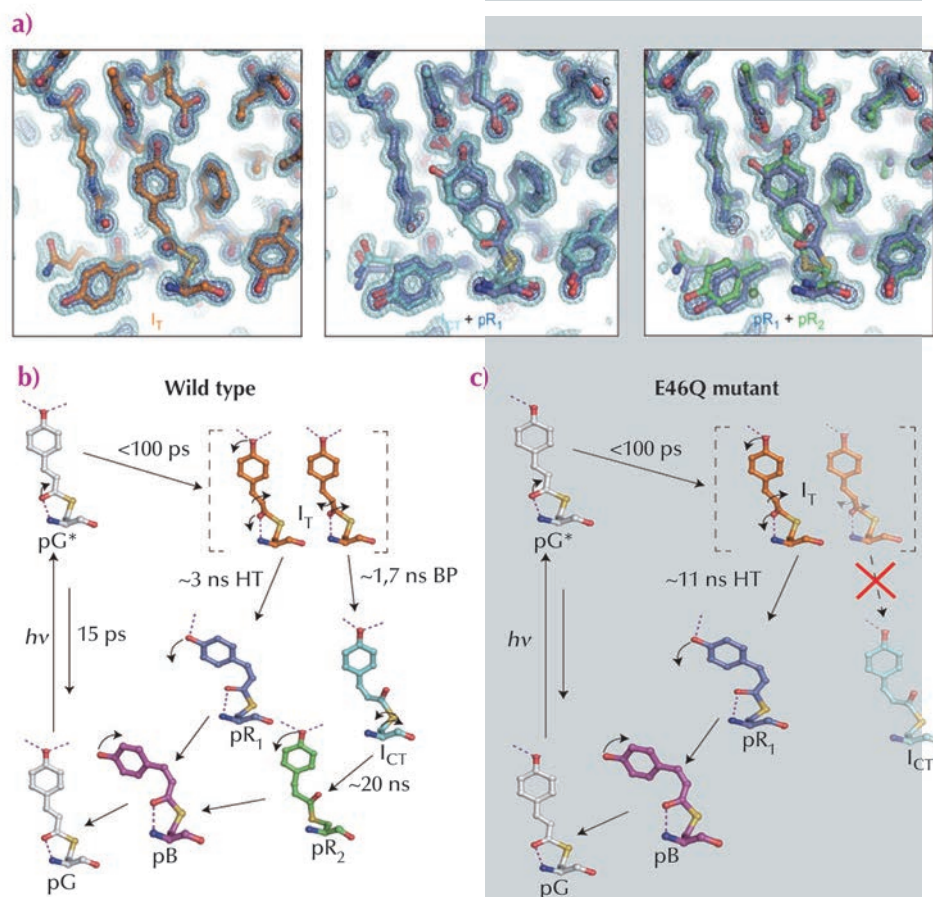 a)
I_T
I_CT + pR_1
pR_1 + pR_2
b)
Wild type
<100 ps
pG*
I_T
~3 ns HT
~1,7 ns BP
hν
15 ps
pR_1
I_CT
~20 ns
pG
pB
pR_2
c)
E46Q mutant
<100 ps
pG*
I_T
~11 ns HT
hν
pR_1
I_CT
pB
pG